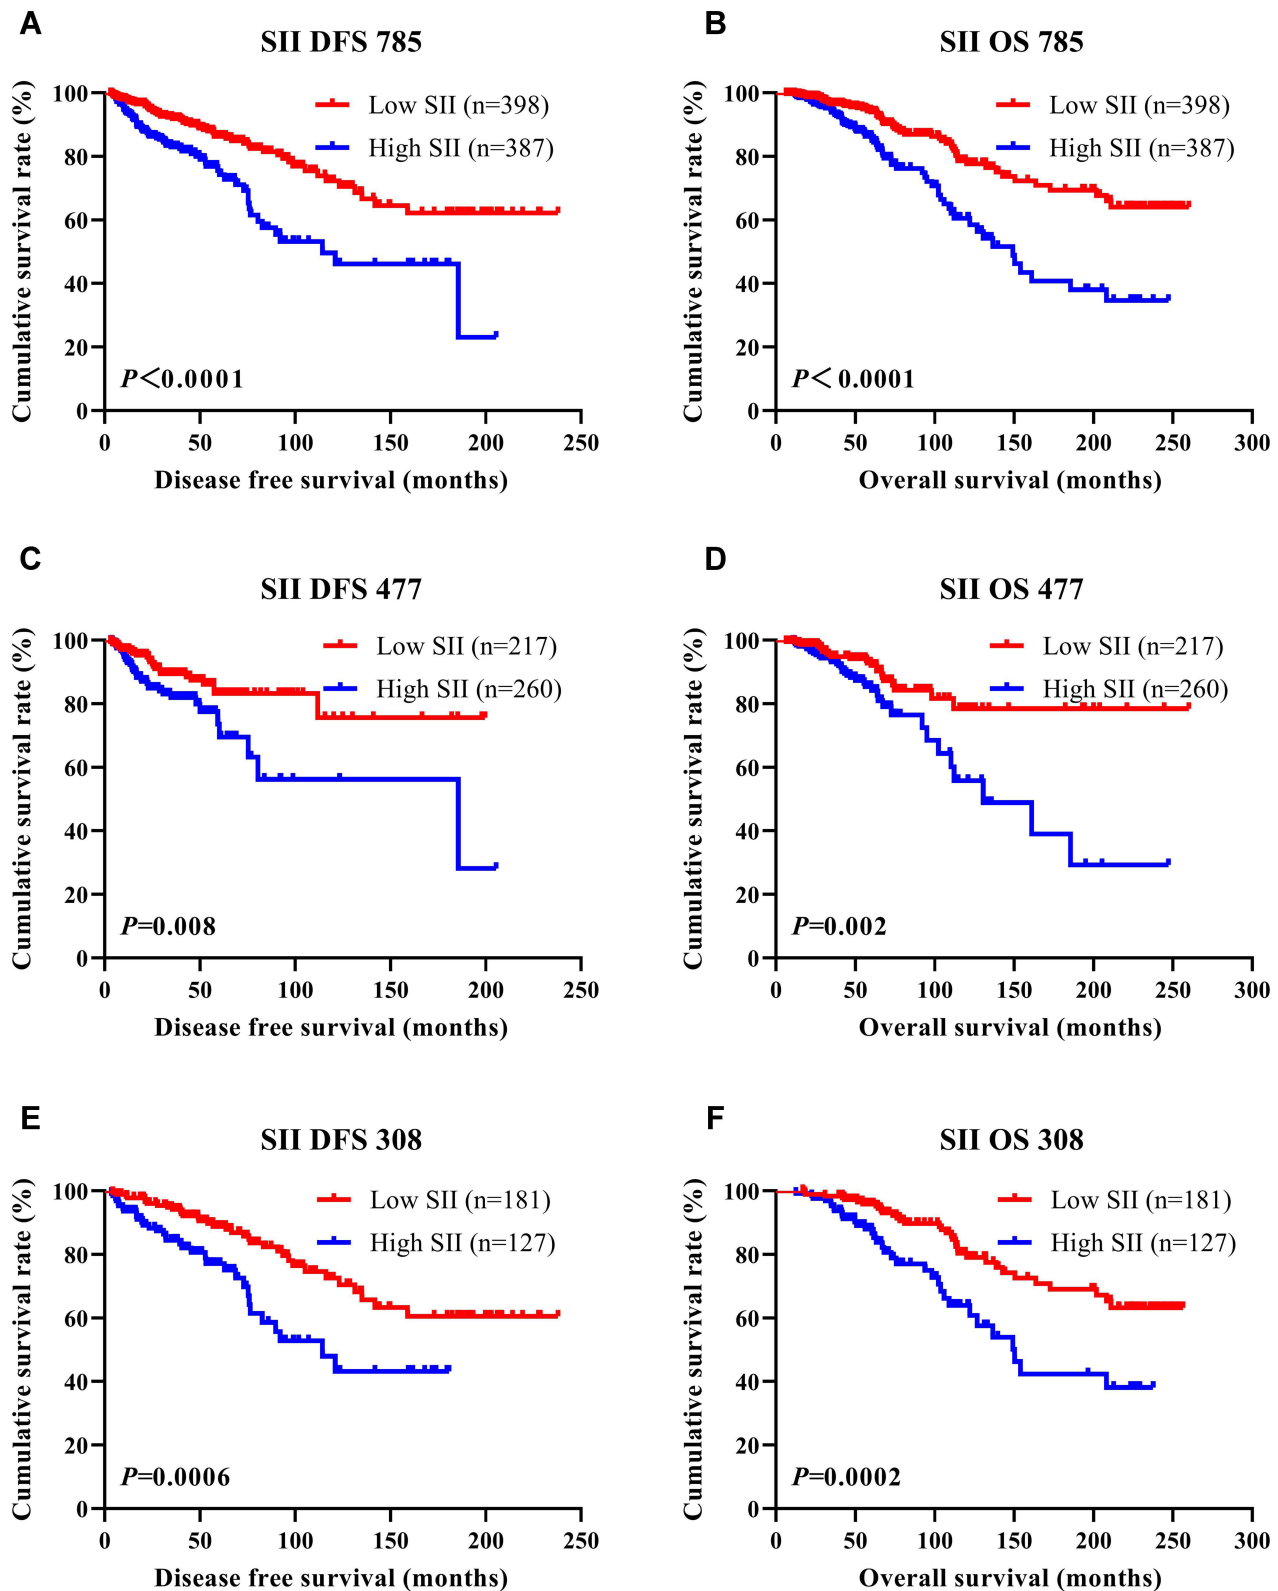 A
SII DFS 785
Cumulative survival rate (%)
100
80
60
40
20
0
Low SII (n=398)
High SII (n=387)
P<0.0001
0 50 100 150 200 250
Disease free survival (months)
B
SII OS 785
Cumulative survival rate (%)
100
80
60
40
20
0
Low SII (n=398)
High SII (n=387)
P< 0.0001
0 50 100 150 200 250 300
Overall survival (months)
C
SII DFS 477
Cumulative survival rate (%)
100
80
60
40
20
0
Low SII (n=217)
High SII (n=260)
P=0.008
0 50 100 150 200 250
Disease free survival (months)
D
SII OS 477
Cumulative survival rate (%)
100
80
60
40
20
0
Low SII (n=217)
High SII (n=260)
P=0.002
0 50 100 150 200 250 300
Overall survival (months)
E
SII DFS 308
Cumulative survival rate (%)
100
80
60
40
20
0
Low SII (n=181)
High SII (n=127)
P=0.0006
0 50 100 150 200 250
Disease free survival (months)
F
SII OS 308
Cumulative survival rate (%)
100
80
60
40
20
0
Low SII (n=181)
High SII (n=127)
P=0.0002
0 50 100 150 200 250 300
Overall survival (months)